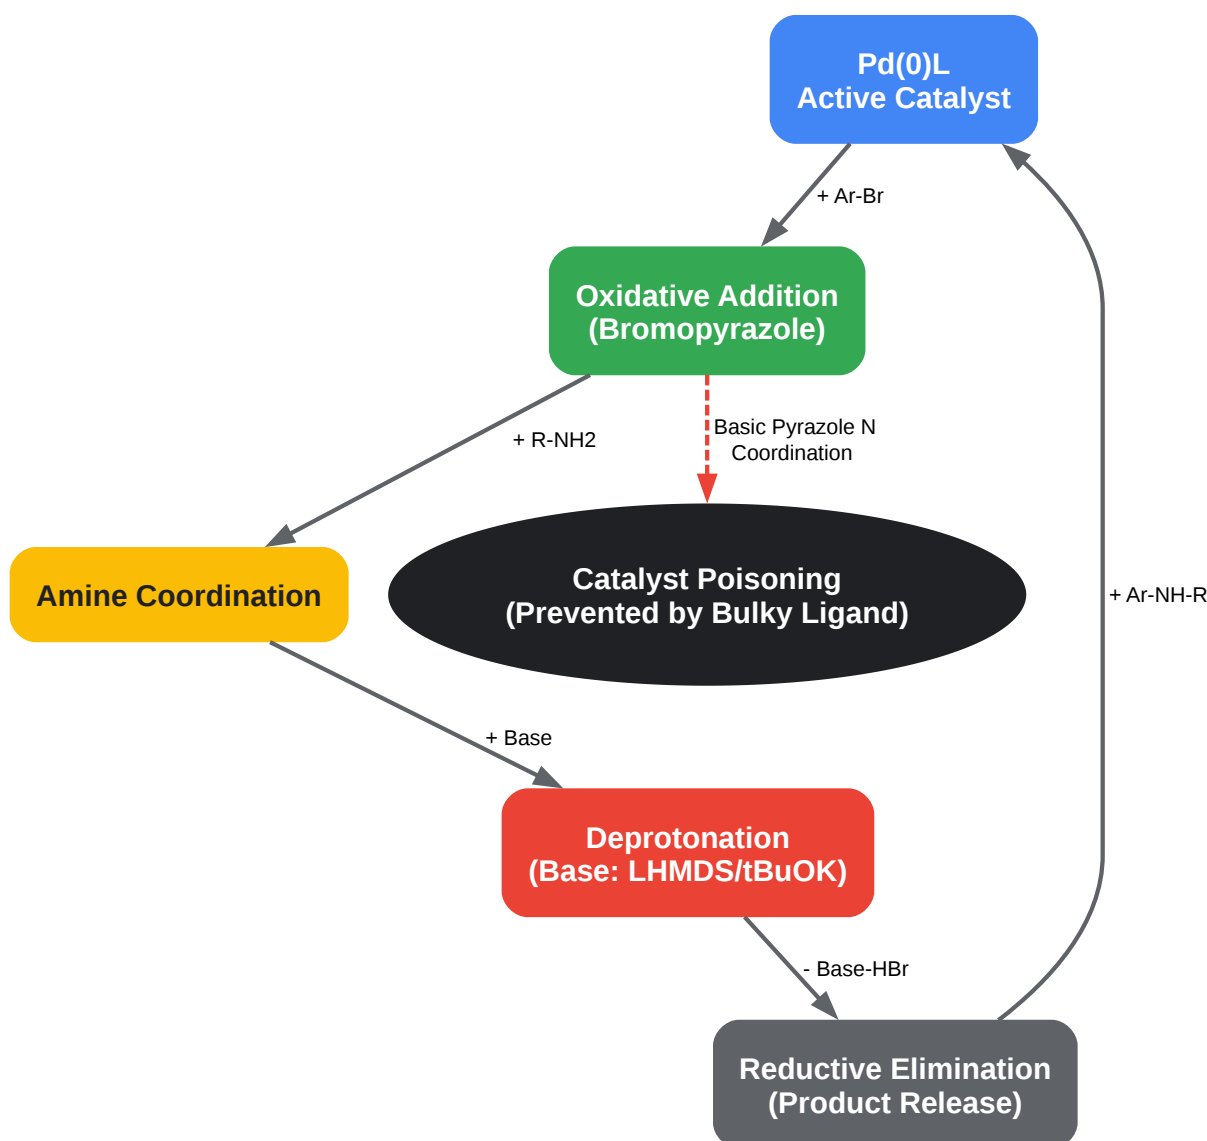 Pd(0)L
Active Catalyst
+ Ar-Br
Oxidative Addition
(Bromopyrazole)
+ R-NH2
Basic Pyrazole N
Coordination
Amine Coordination
Catalyst Poisoning
(Prevented by Bulky Ligand)
+ Ar-NH-R
+ Base
Deprotonation
(Base: LHMDS/tBuOK)
- Base-HBr
Reductive Elimination
(Product Release)